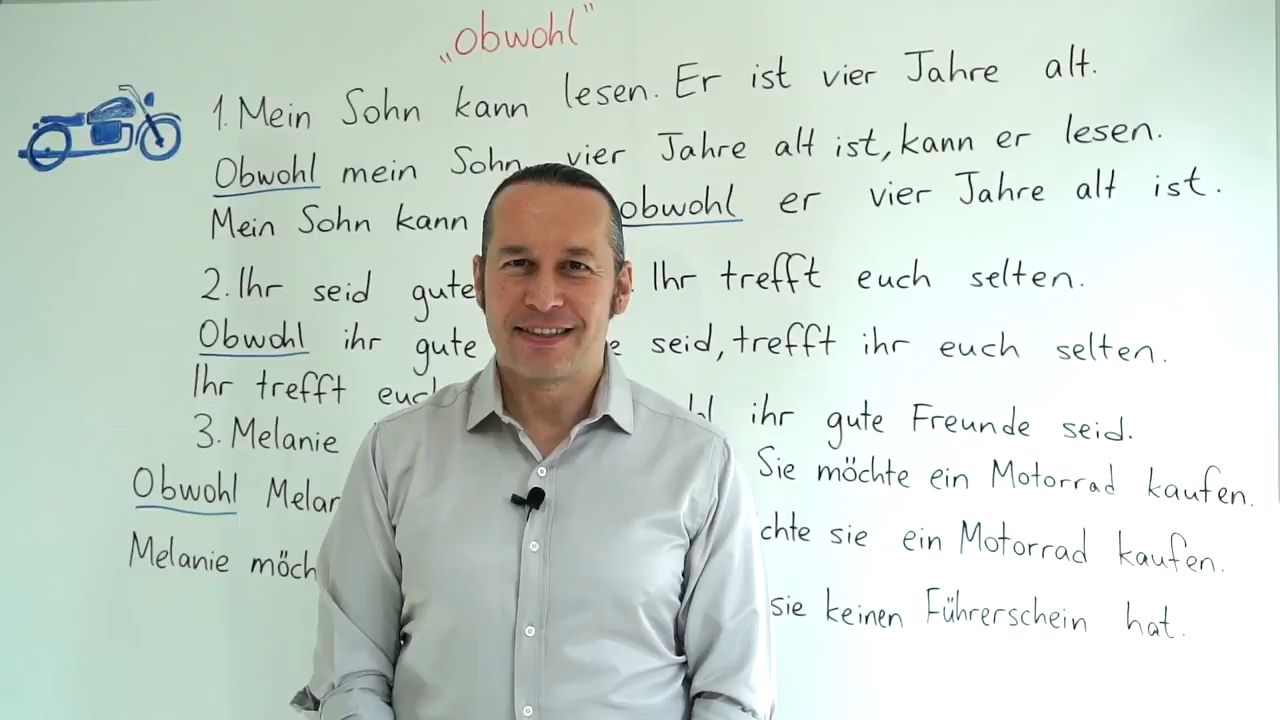 „obwohl"
1. Mein Sohn kann lesen. Er ist vier Jahre alt.
Obwohl mein Sohn vier Jahre alt ist, kann er lesen.
Mein Sohn kann obwohl er vier Jahre alt ist.
2. Ihr seid gute Ihr trefft euch selten.
Obwohl ihr gute seid, trefft ihr euch selten.
Ihr trefft ihr gute Freunde seid.
3. Melanie Sie möchte ein Motorrad kaufen.
Obwohl sie ein Motorrad kaufen.
Melanie sie keinen Führerschein hat.